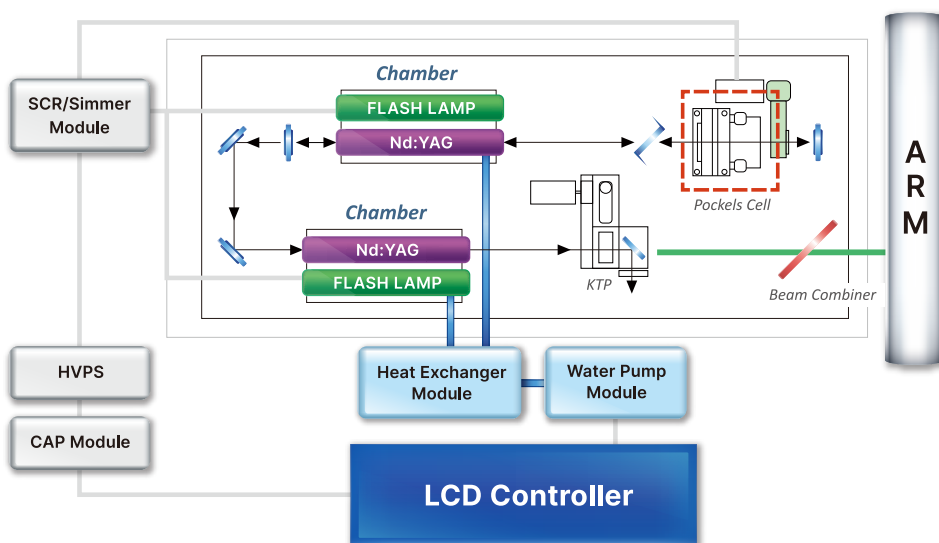 Chamber
FLASH LAMP
Nd:YAG
SCR/Simmer
Module
Pockels Cell
A
R
M
Chamber
Nd:YAG
FLASH LAMP
KTP
Beam Combiner
HVPS
Heat Exchanger
Module
Water Pump
Module
CAP Module
LCD Controller